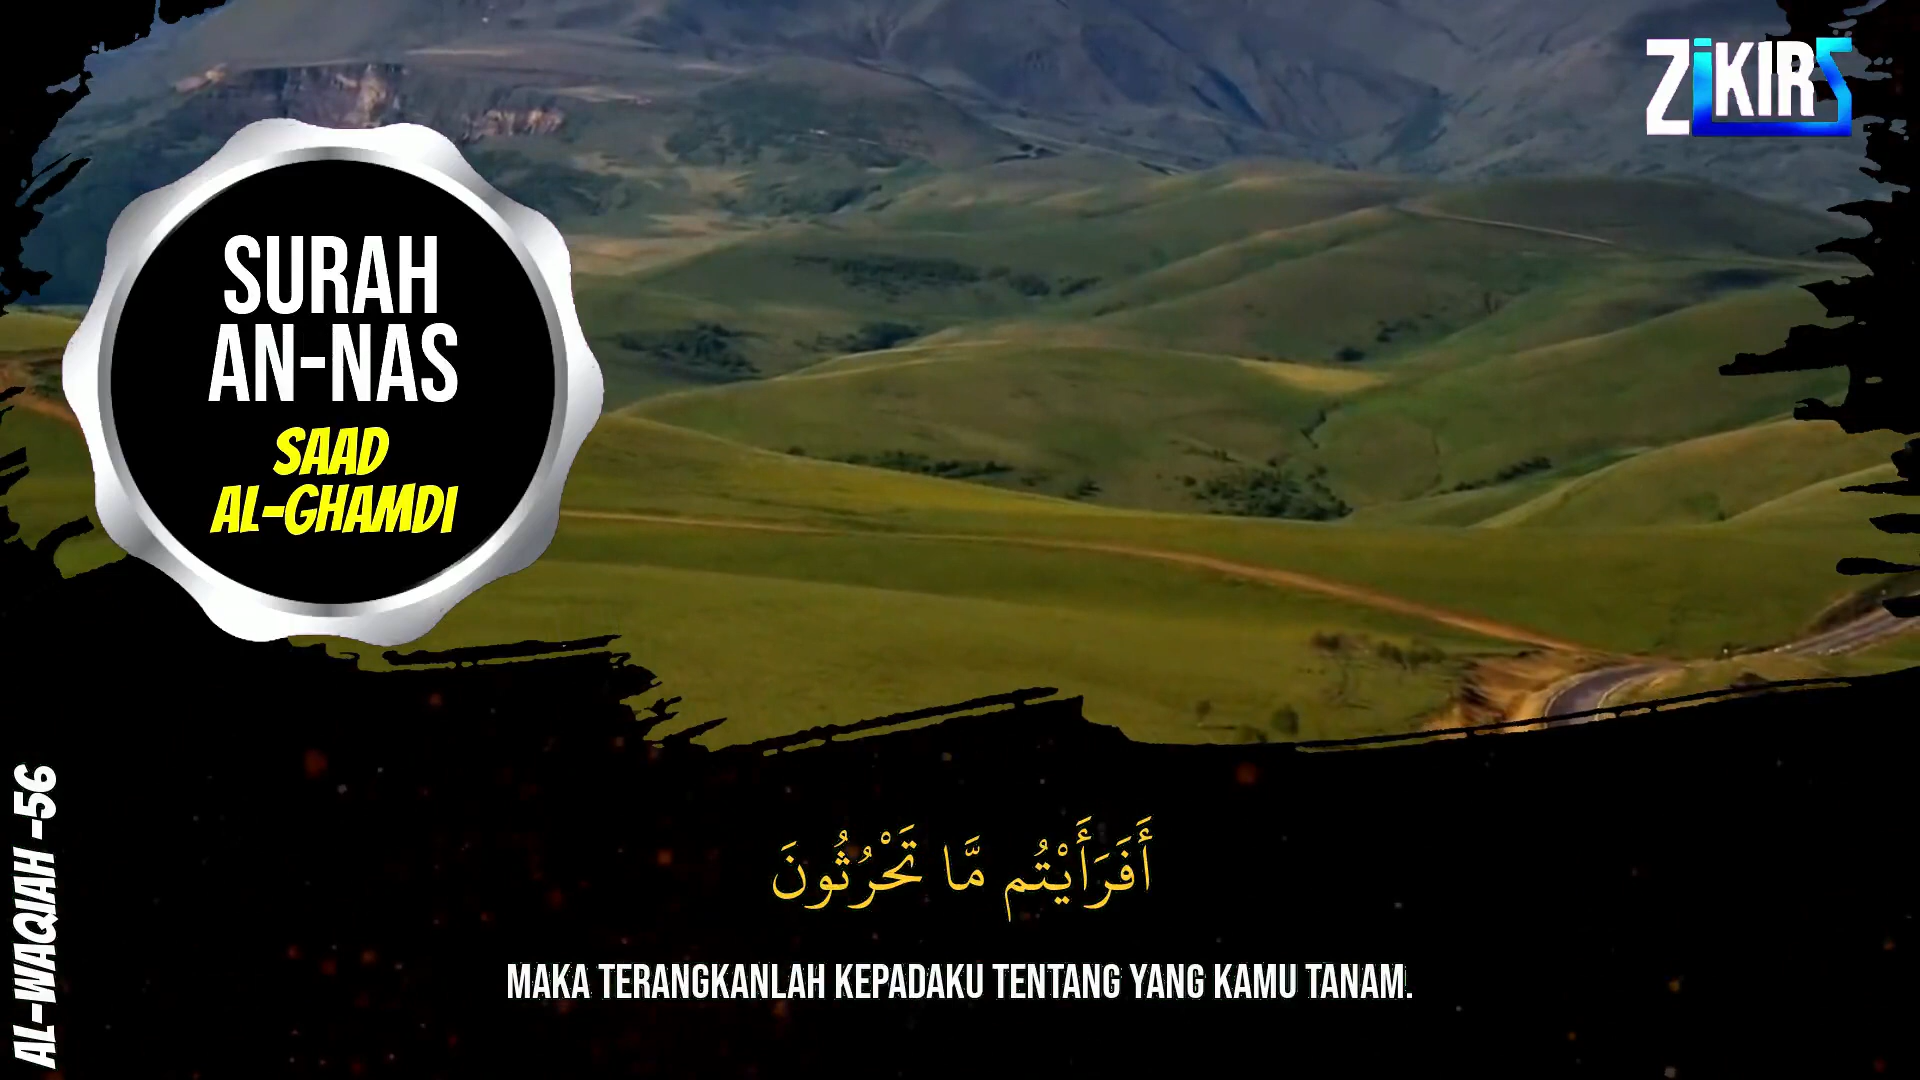 ZIKIRS
SURAH
AN-NAS
SAAD
AL-GHAMDI
AL-WAQIAH -56
أَفَرَأَيْتُم مَّا تَحْرُثُونَ
MAKA TERANGKANLAH KEPADAKU TENTANG YANG KAMU TANAM.